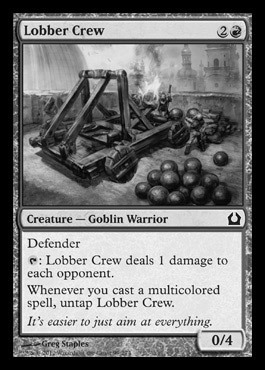 Lobber Crew 2
Creature — Goblin Warrior
Defender
: Lobber Crew deals 1 damage to
each opponent.
Whenever you cast a multicolored
spell, untap Lobber Crew.
It's easier to just aim at everything.
Greg Staples
0/4